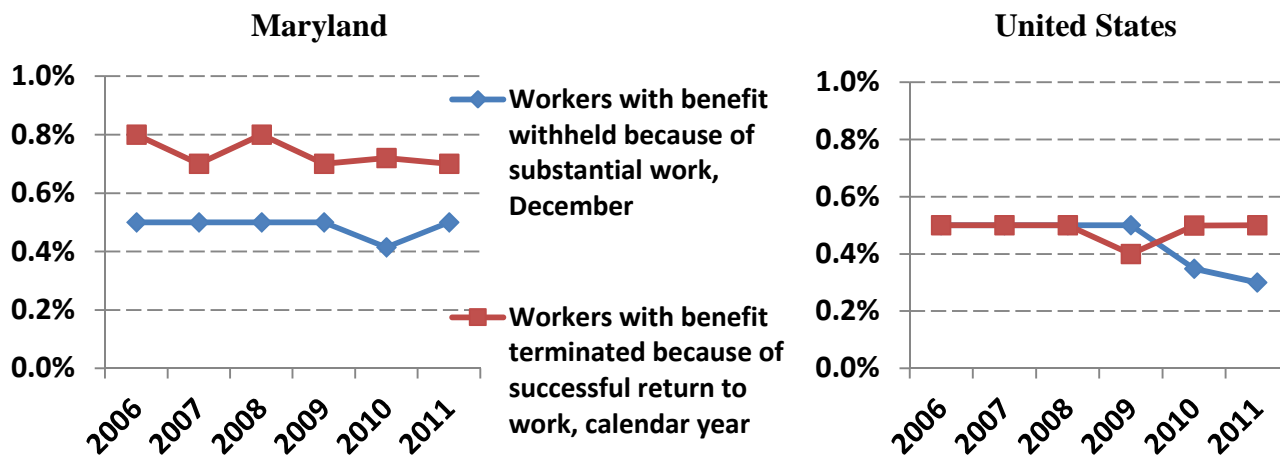 Maryland
United States
1.0%
0.8%
0.6%
0.4%
0.2%
0.0%
2006
2007
2008
2009
2010
2011
Workers with benefit
withheld because of
substantial work,
December
Workers with benefit
terminated because of
successful return to
work, calendar year
1.0%
0.8%
0.6%
0.4%
0.2%
0.0%
2006
2007
2008
2009
2010
2011